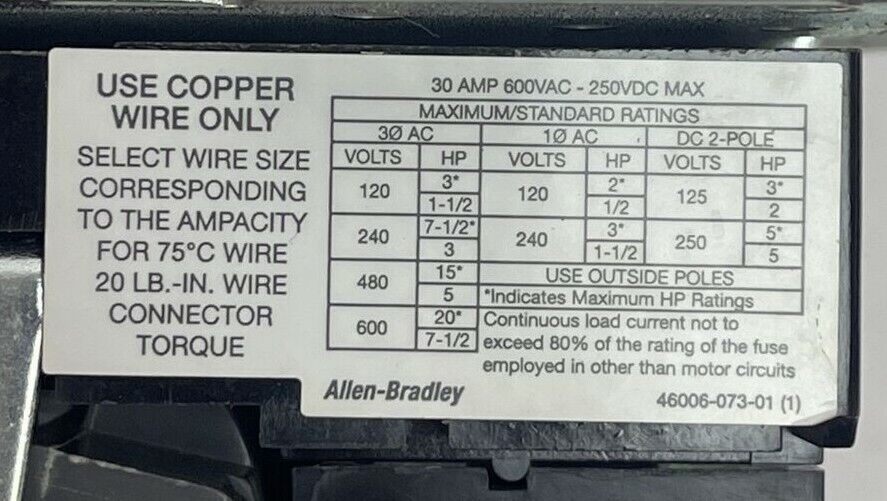 USE COPPER
WIRE ONLY
SELECT WIRE SIZE
CORRESPONDING
TO THE AMPACITY
FOR 75°C WIRE
20 LB.-IN. WIRE
CONNECTOR
TORQUE
30 AMP 600VAC - 250VDC MAX
MAXIMUM/STANDARD RATINGS
3Ø AC 1Ø AC DC 2-POLE
VOLTS HP VOLTS HP VOLTS HP
120 3* 120 2* 125 3*
1-1/2 1/2 2
240 7-1/2* 240 3* 250 5*
3 1-1/2 5
480 15* USE OUTSIDE POLES
5 *Indicates Maximum HP Ratings
600 20* Continuous load current not to
7-1/2 exceed 80% of the rating of the fuse
employed in other than motor circuits
Allen-Bradley 46006-073-01 (1)